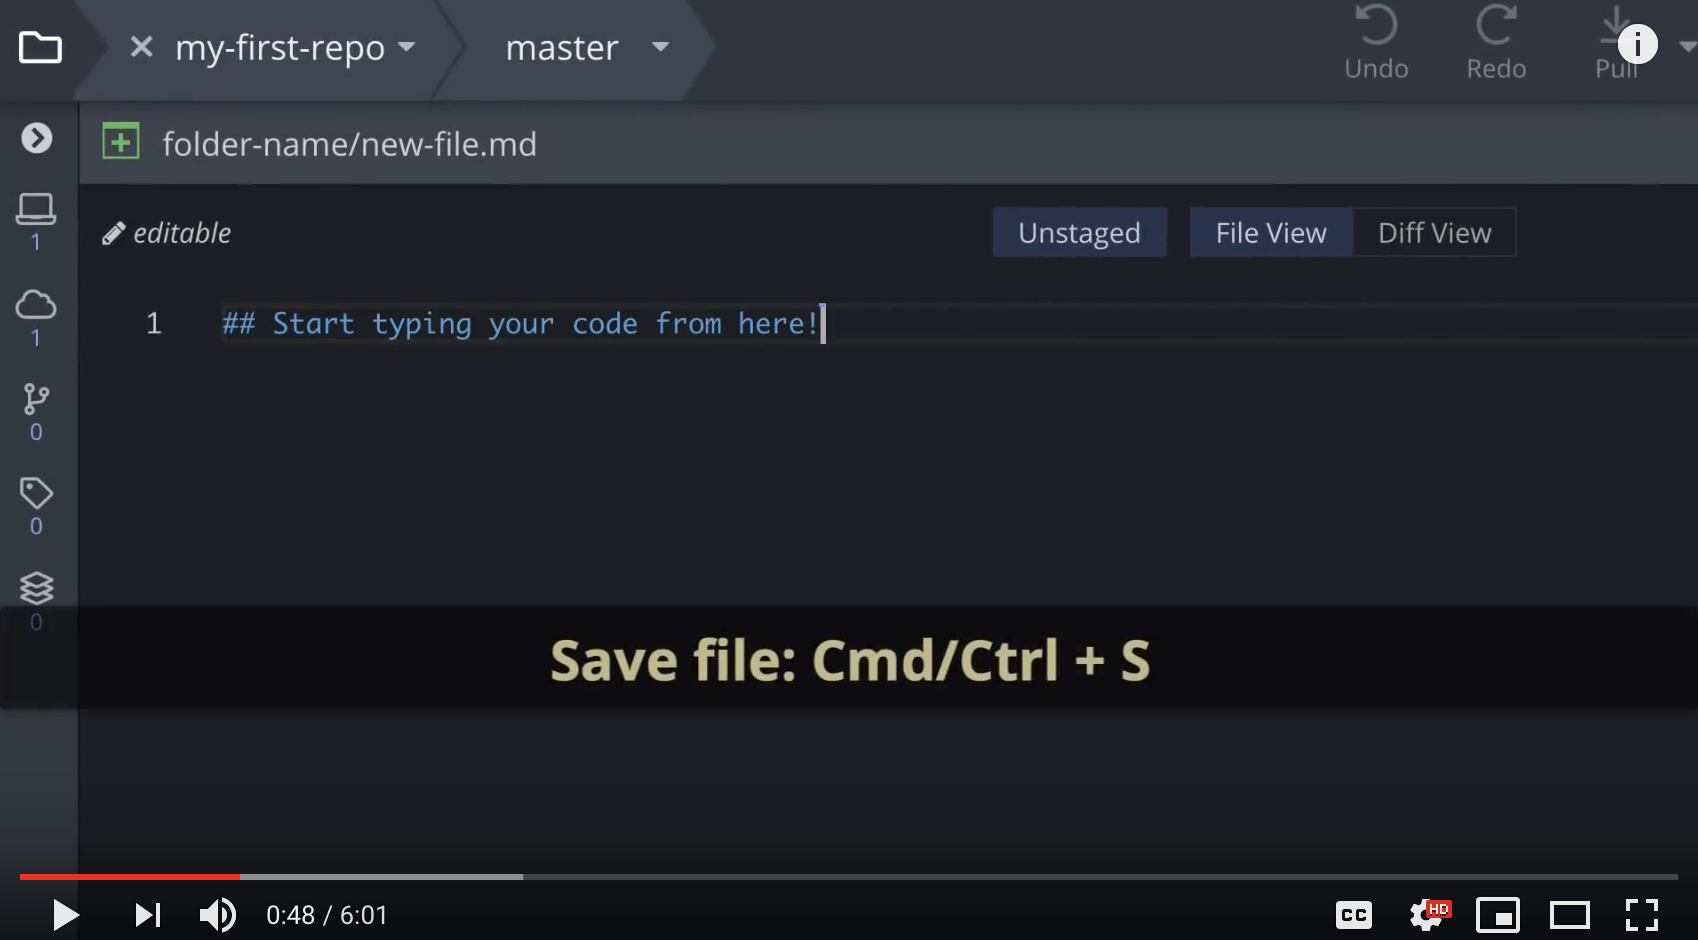 my-first-repo
master
Undo
Redo
Pull
folder-name/new-file.md
editable
Unstaged
File View
Diff View
1
1
0
0
0
1 ## Start typing your code from here!
Save file: Cmd/Ctrl + S
0:48 / 6:01
CC
HD